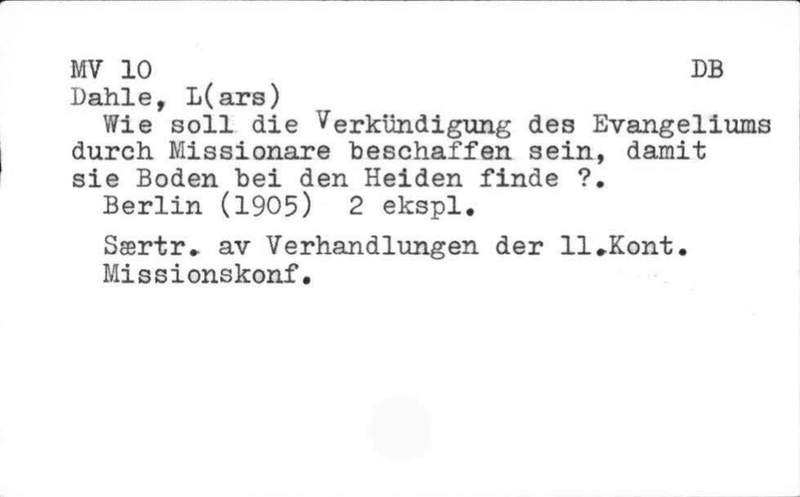 MV 10 DB
Dahle, L(ars)
Wie soll die Verkündigung des Evangeliums
durch Missionare beschaffen sein, damit
sie Boden bei den Heiden finde ?.
Berlin (1905) 2 ekspl.
Særtr. av Verhandlungen der 11.Kont.
Missionskonf.